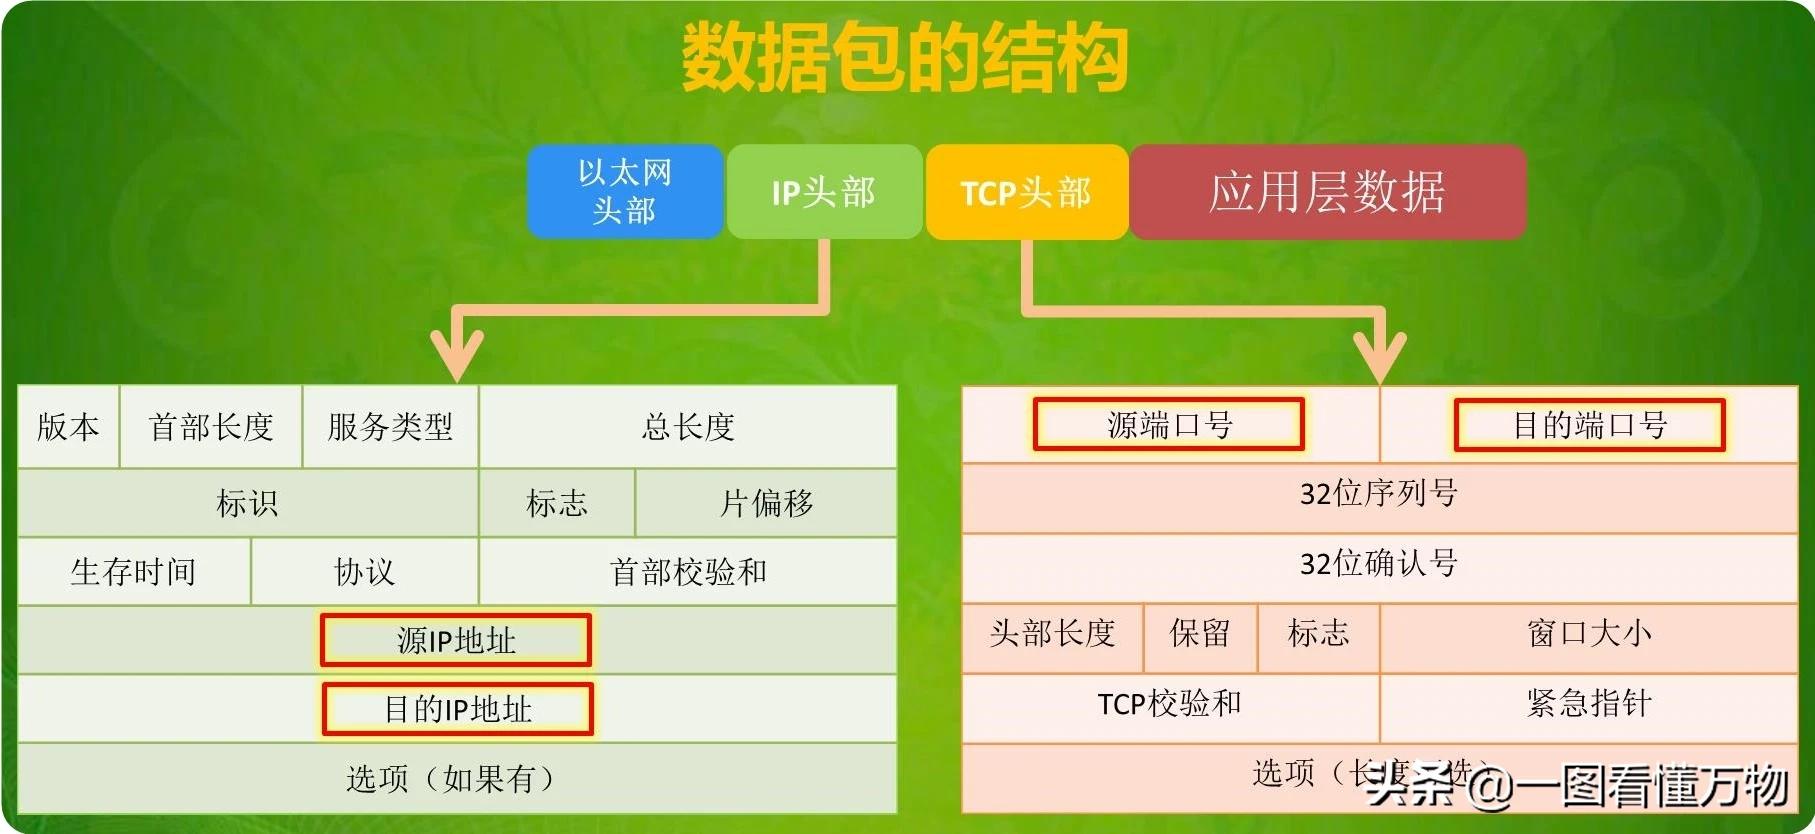 数据包的结构
以太网
头部
IP头部
TCP头部
应用层数据
版本
首部长度
服务类型
总长度
标识
标志
片偏移
生存时间
协议
首部校验和
源IP地址
目的IP地址
选项（如果有）
源端口号
目的端口号
32位序列号
32位确认号
头部长度
保留
标志
窗口大小
TCP校验和
紧急指针
选项（长度 选）
头条 @一图看懂万物